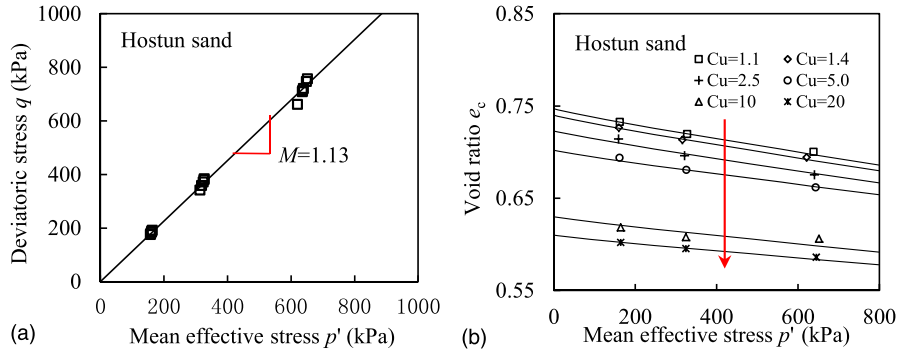 1000
800
600
400
200
0
Deviatoric stress q (kPa)
Hostun sand
M=1.13
0 200 400 600 800 1000
Mean effective stress p' (kPa)
(a)
0.85
0.75
0.65
0.55
Void ratio ec
Hostun sand
Cu=1.1 Cu=1.4
Cu=2.5 Cu=5.0
Cu=10 Cu=20
0 200 400 600 800
Mean effective stress p' (kPa)
(b)